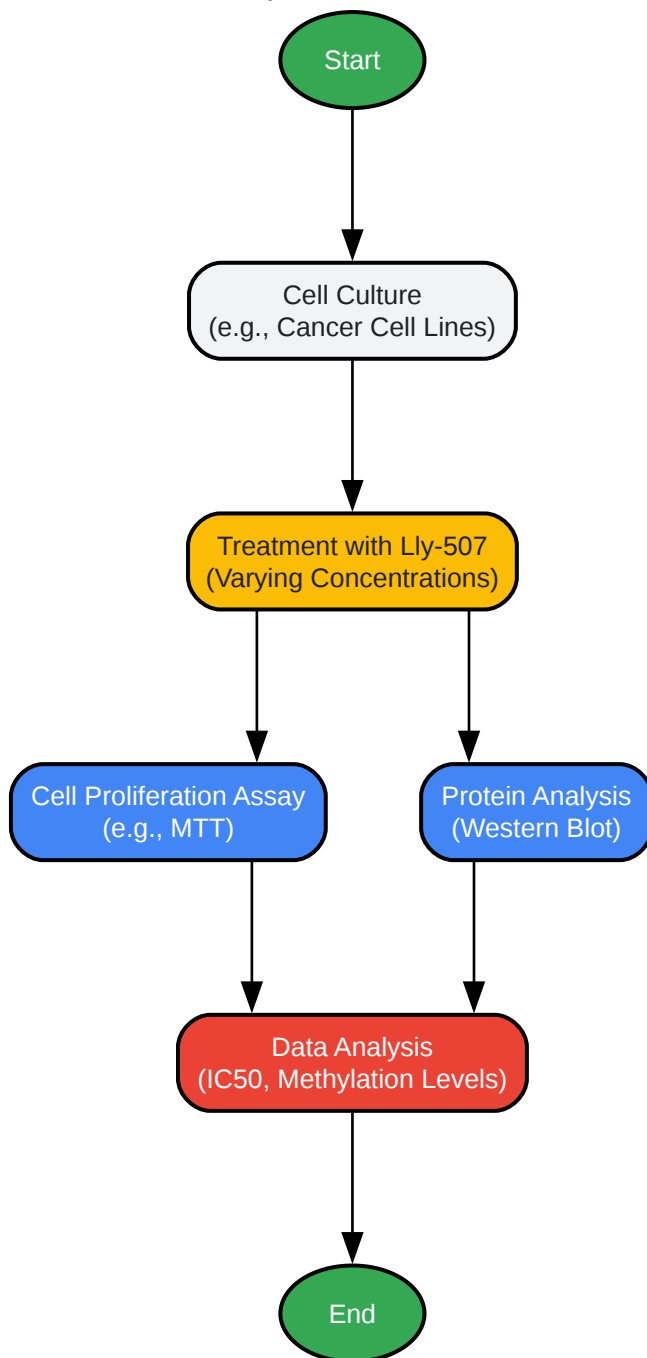 Start
Cell Culture
(e.g., Cancer Cell Lines)
Treatment with Lly-507
(Varying Concentrations)
Cell Proliferation Assay
(e.g., MTT)
Protein Analysis
(Western Blot)
Data Analysis
(IC50, Methylation Levels)
End